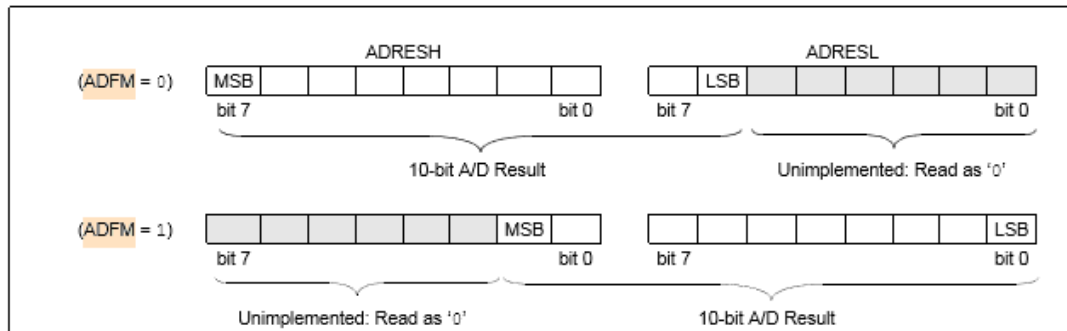 ADRESH ADRESL
(ADFM = 0) MSB LSB
bit 7 bit 0 bit 7 bit 0
10-bit A/D Result Unimplemented: Read as ‘0’
(ADFM = 1) MSB LSB
bit 7 bit 0 bit 7 bit 0
Unimplemented: Read as ‘0’ 10-bit A/D Result